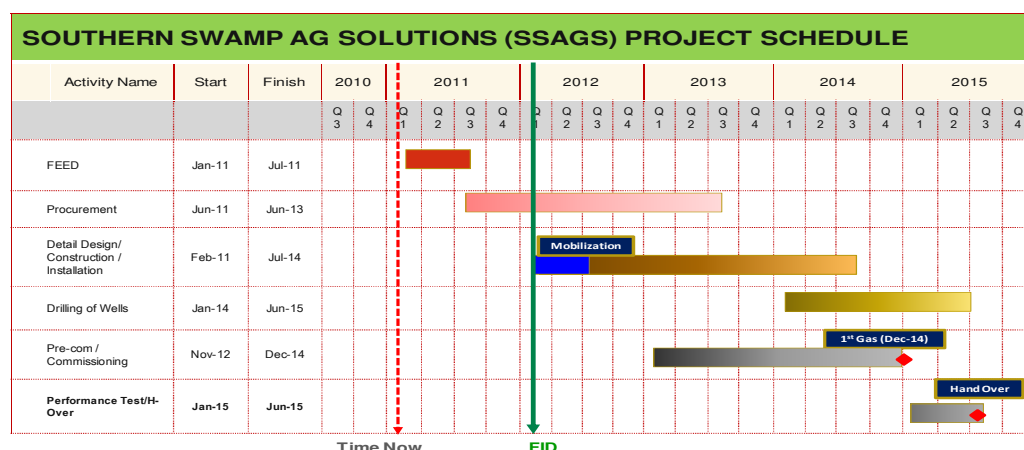 SOUTHERN SWAMP AG SOLUTIONS (SSAGS) PROJECT SCHEDULE
Activity Name Start Finish 2010 2011 2012 2013 2014 2015
Q Q Q Q Q Q Q Q Q Q Q Q Q Q Q Q Q Q Q Q Q Q
3 4 1 2 3 4 1 2 3 4 1 2 3 4 1 2 3 4 1 2 3 4
FEED Jan-11 Jul-11
Procurement Jun-11 Jun-13
Detail Design/
Construction /
Installation
Feb-11 Jul-14
Mobilization
Drilling of Wells Jan-14 Jun-15
Pre-com /
Commissioning
Nov-12 Dec-14
1st Gas (Dec-14)
Performance Test/H-
Over
Jan-15 Jun-15
Hand Over
Time Now
FID